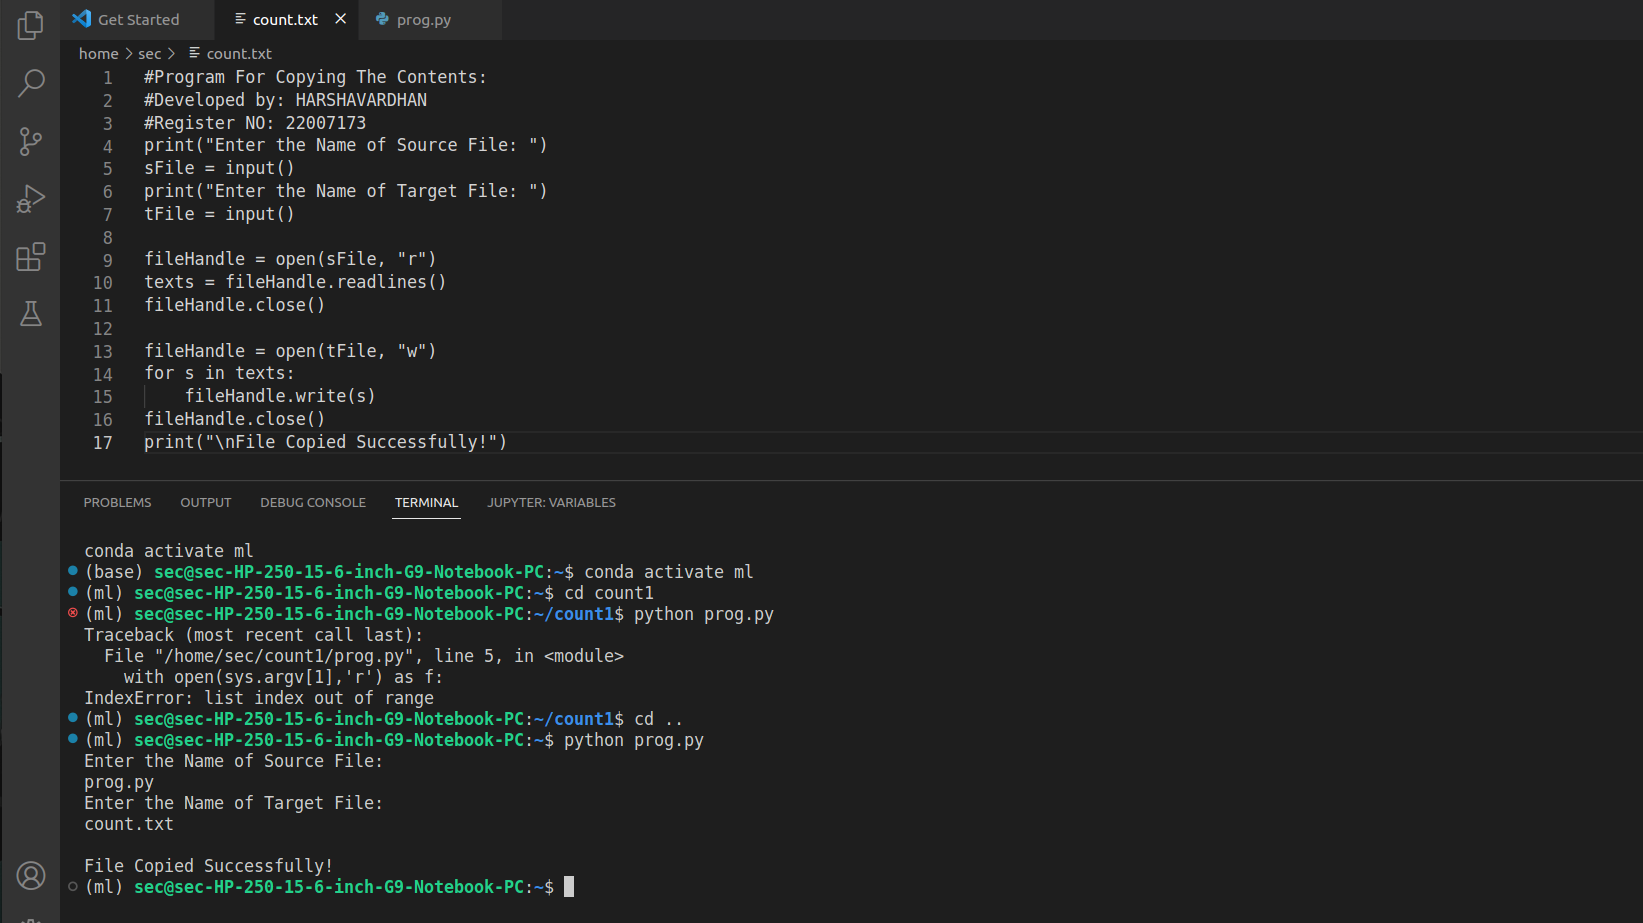 Get Started count.txt prog.py
home > sec > count.txt
1 #Program For Copying The Contents:
2 #Developed by: HARSHAVARDHAN
3 #Register NO: 22007173
4 print("Enter the Name of Source File: ")
5 sFile = input()
6 print("Enter the Name of Target File: ")
7 tFile = input()
8
9 fileHandle = open(sFile, "r")
10 texts = fileHandle.readlines()
11 fileHandle.close()
12
13 fileHandle = open(tFile, "w")
14 for s in texts:
15     fileHandle.write(s)
16 fileHandle.close()
17 print("\nFile Copied Successfully!")
PROBLEMS OUTPUT DEBUG CONSOLE TERMINAL JUPYTER: VARIABLES
conda activate ml
(base) sec@sec-HP-250-15-6-inch-G9-Notebook-PC:~$ conda activate ml
(ml) sec@sec-HP-250-15-6-inch-G9-Notebook-PC:~$ cd count1
(ml) sec@sec-HP-250-15-6-inch-G9-Notebook-PC:~/count1$ python prog.py
Traceback (most recent call last):
  File "/home/sec/count1/prog.py", line 5, in <module>
    with open(sys.argv[1],'r') as f:
IndexError: list index out of range
(ml) sec@sec-HP-250-15-6-inch-G9-Notebook-PC:~/count1$ cd ..
(ml) sec@sec-HP-250-15-6-inch-G9-Notebook-PC:~$ python prog.py
Enter the Name of Source File:
prog.py
Enter the Name of Target File:
count.txt

File Copied Successfully!
(ml) sec@sec-HP-250-15-6-inch-G9-Notebook-PC:~$